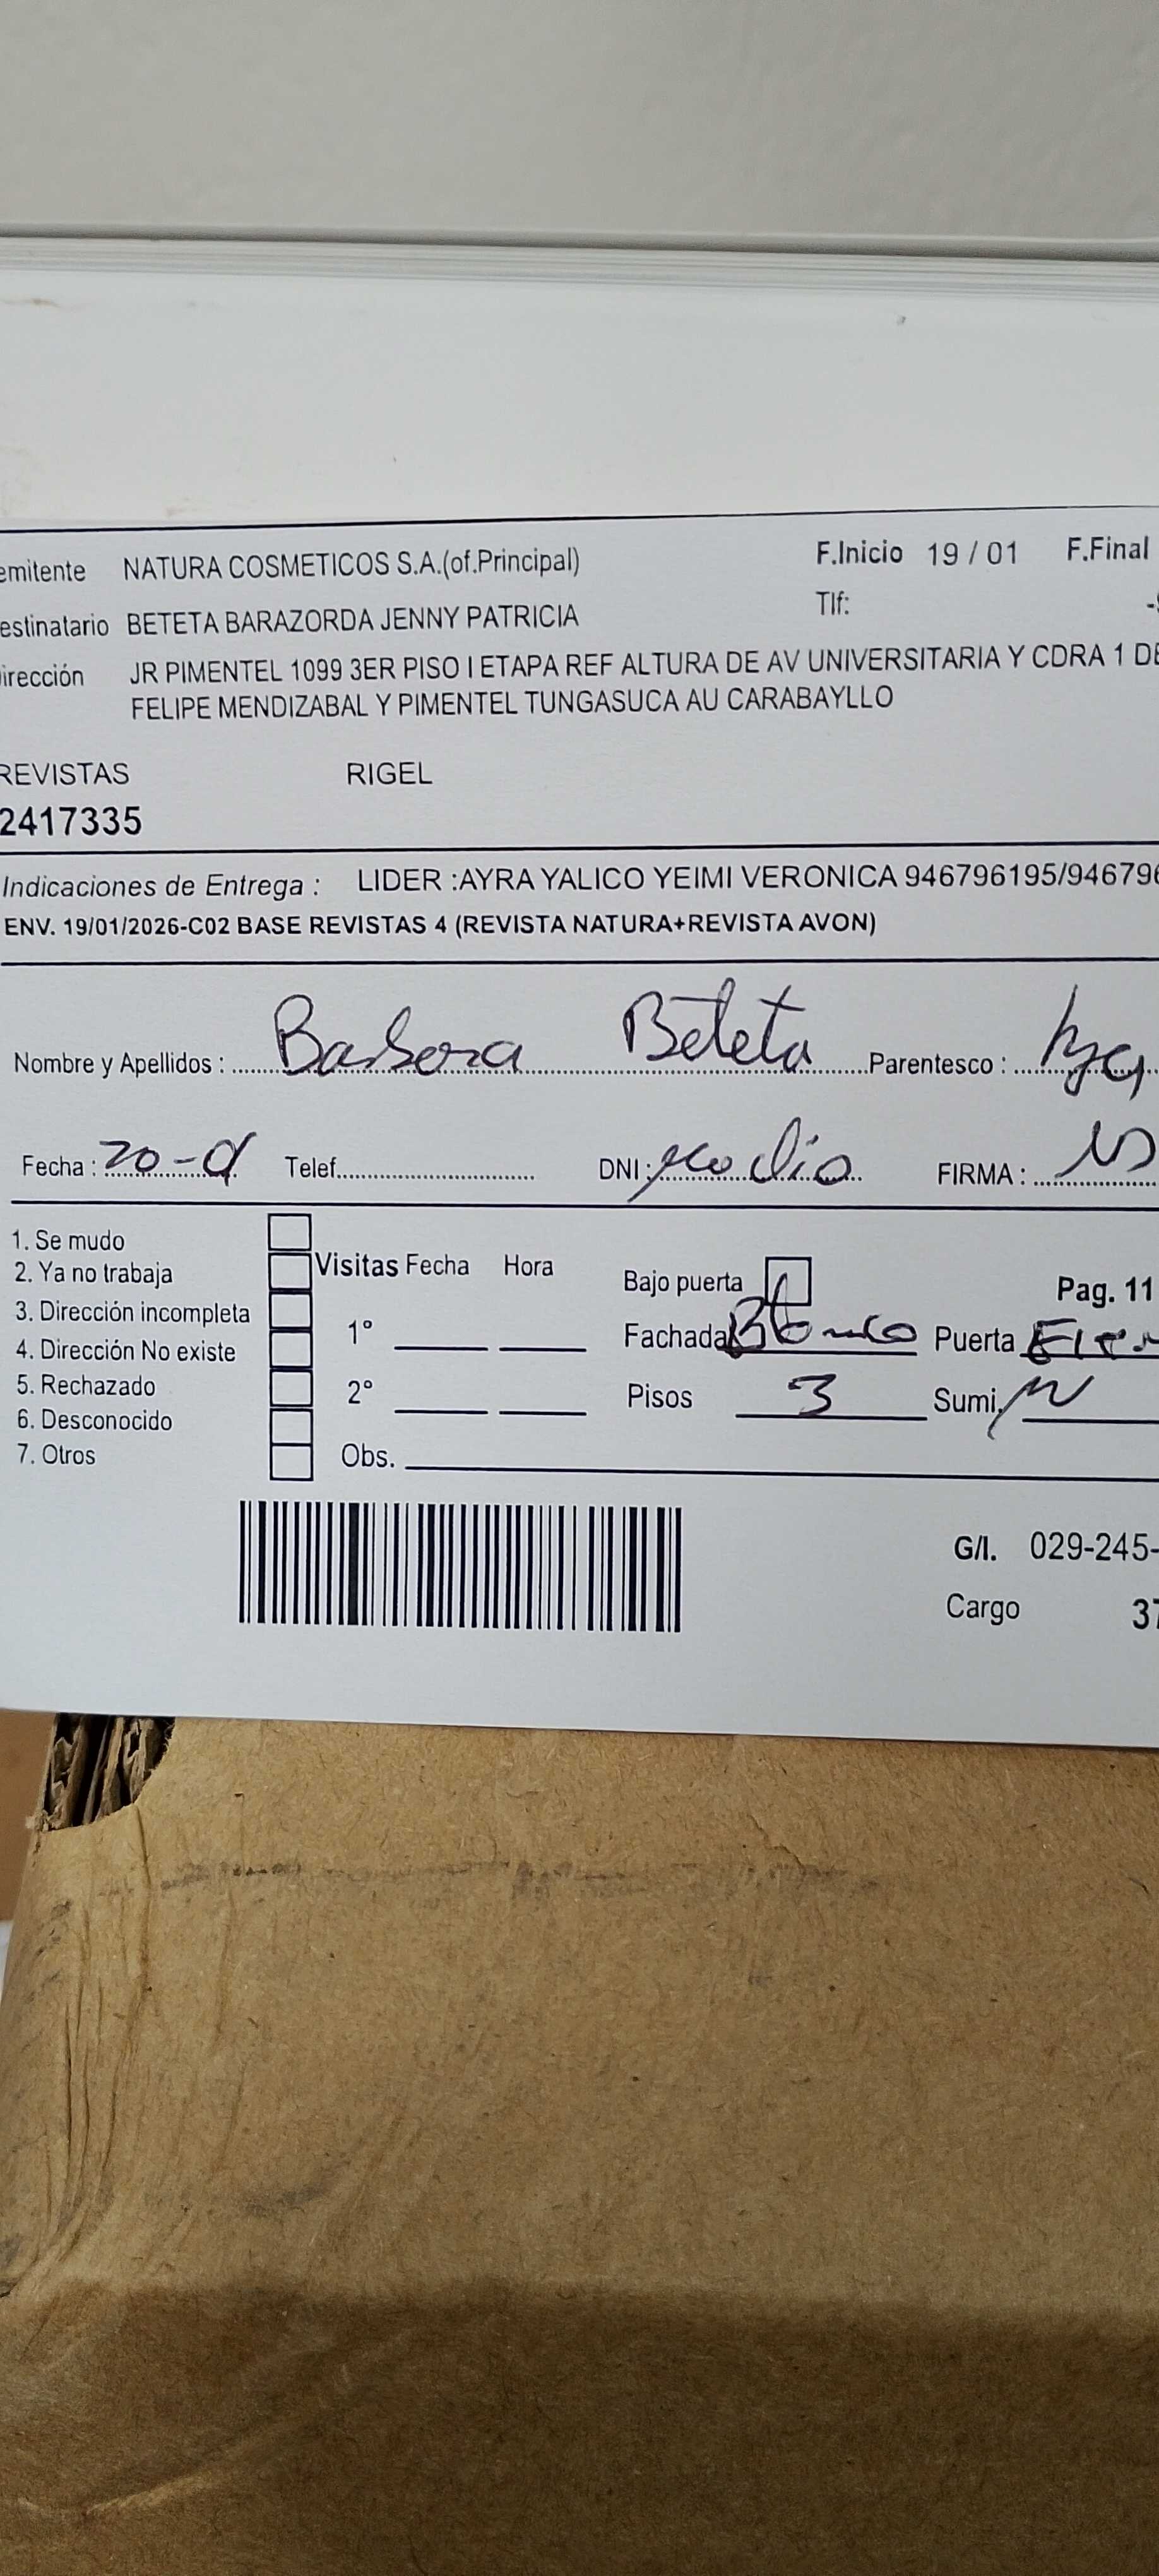 emitente NATURA COSMETICOS S.A.(of.Principal) F.Inicio 19 / 01 F.Final
estinatario BETETA BARAZORDA JENNY PATRICIA Tlf:
irección JR PIMENTEL 1099 3ER PISO I ETAPA REF ALTURA DE AV UNIVERSITARIA Y CDRA 1 DE
FELIPE MENDIZABAL Y PIMENTEL TUNGASUCA AU CARABAYLLO
REVISTAS RIGEL
2417335
Indicaciones de Entrega : LIDER :AYRA YALICO YEIMI VERONICA 946796195/94679
ENV. 19/01/2026-C02 BASE REVISTAS 4 (REVISTA NATURA+REVISTA AVON)
Nombre y Apellidos : Beteta Parentesco :
Fecha : Telef. DNI : FIRMA :
1. Se mudo
2. Ya no trabaja Visitas Fecha Hora Bajo puerta Pag. 11
3. Dirección incompleta 1° Fachada Puerta
4. Dirección No existe
5. Rechazado 2° Pisos 3 Sumi.
6. Desconocido
7. Otros Obs.
G/I. 029-245-
Cargo 37